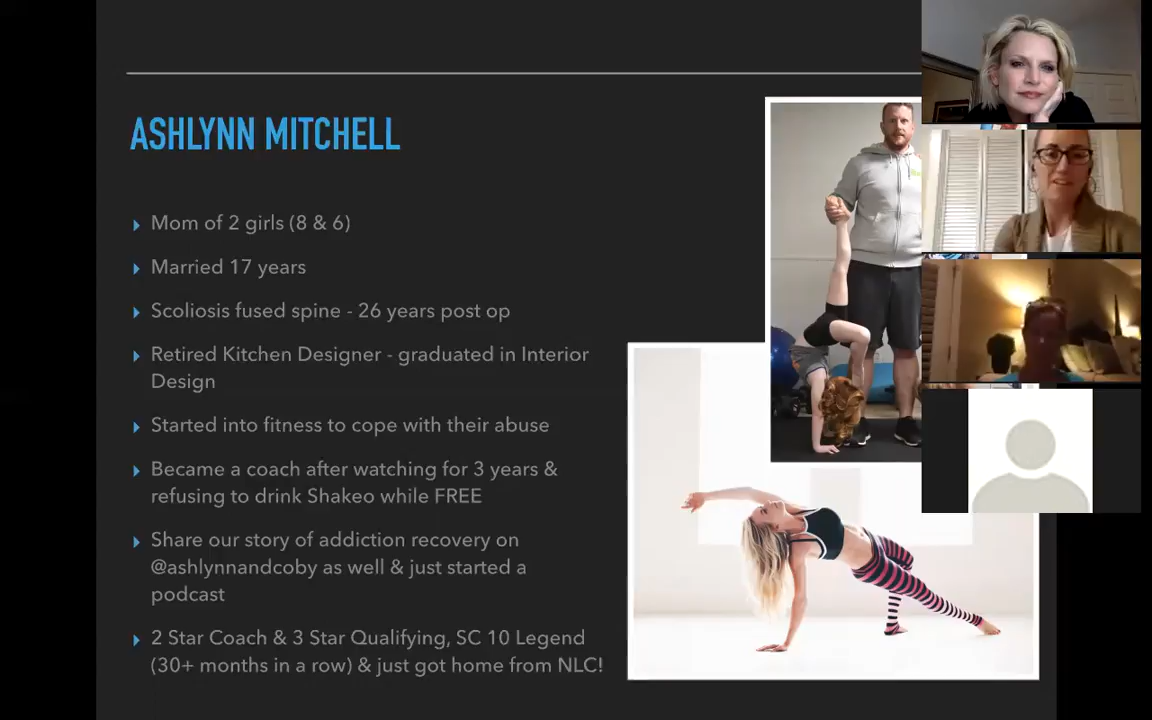 ASHLYNN MITCHELL
Mom of 2 girls (8 & 6)
Married 17 years
Scoliosis fused spine - 26 years post op
Retired Kitchen Designer - graduated in Interior
Design
Started into fitness to cope with their abuse
Became a coach after watching for 3 years &
refusing to drink Shakeo while FREE
Share our story of addiction recovery on
@ashlynnandcoby as well & just started a
podcast
2 Star Coach & 3 Star Qualifying, SC 10 Legend
(30+ months in a row) & just got home from NLC!